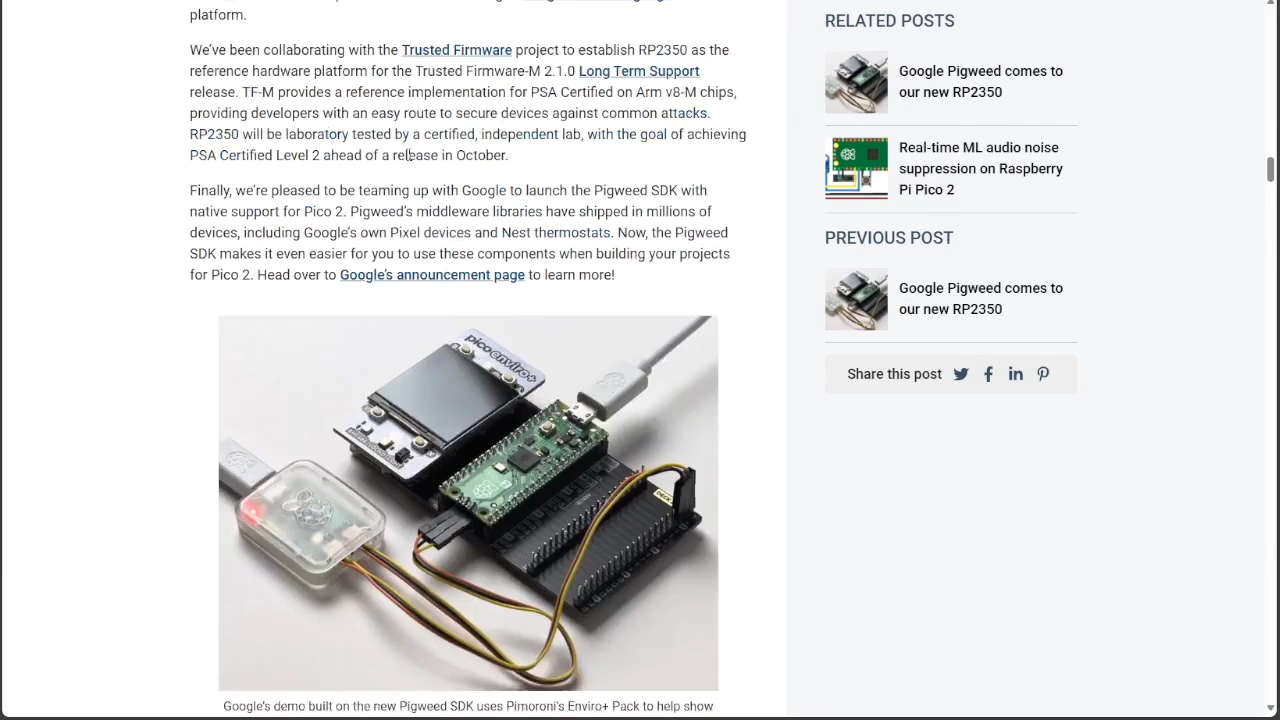 platform.
We've been collaborating with the Trusted Firmware project to establish RP2350 as the
reference hardware platform for the Trusted Firmware-M 2.1.0 Long Term Support
release. TF-M provides a reference implementation for PSA Certified on Arm v8-M chips,
providing developers with an easy route to secure devices against common attacks.
RP2350 will be laboratory tested by a certified, independent lab, with the goal of achieving
PSA Certified Level 2 ahead of a release in October.
Finally, we're pleased to be teaming up with Google to launch the Pigweed SDK with
native support for Pico 2. Pigweed's middleware libraries have shipped in millions of
devices, including Google's own Pixel devices and Nest thermostats. Now, the Pigweed
SDK makes it even easier for you to use these components when building your projects
for Pico 2. Head over to Google's announcement page to learn more!
pico enviro+
DECK
Google's demo built on the new Pigweed SDK uses Pimoroni's Enviro+ Pack to help show
RELATED POSTS
Google Pigweed comes to
our new RP2350
Real-time ML audio noise
suppression on Raspberry
Pi Pico 2
PREVIOUS POST
Google Pigweed comes to
our new RP2350
Share this post